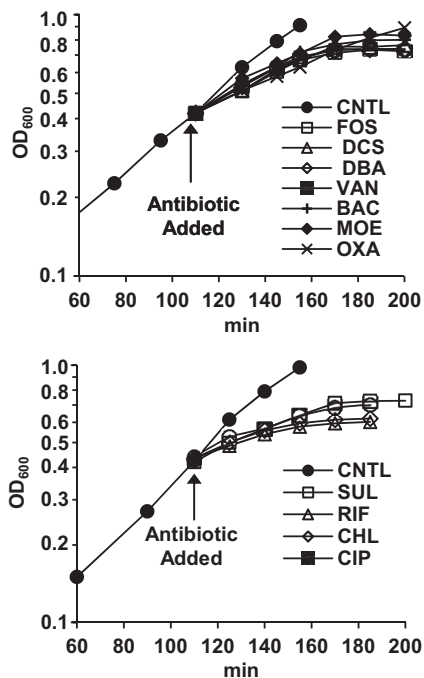 1.0
0.8
0.6
0.5
0.4
0.3
0.2
0.1
OD600
Antibiotic
Added
CNTL
FOS
DCS
DBA
VAN
BAC
MOE
OXA
60 80 100 120 140 160 180 200
min
1.0
0.8
0.6
0.5
0.4
0.3
0.2
0.1
OD600
Antibiotic
Added
CNTL
SUL
RIF
CHL
CIP
60 80 100 120 140 160 180 200
min